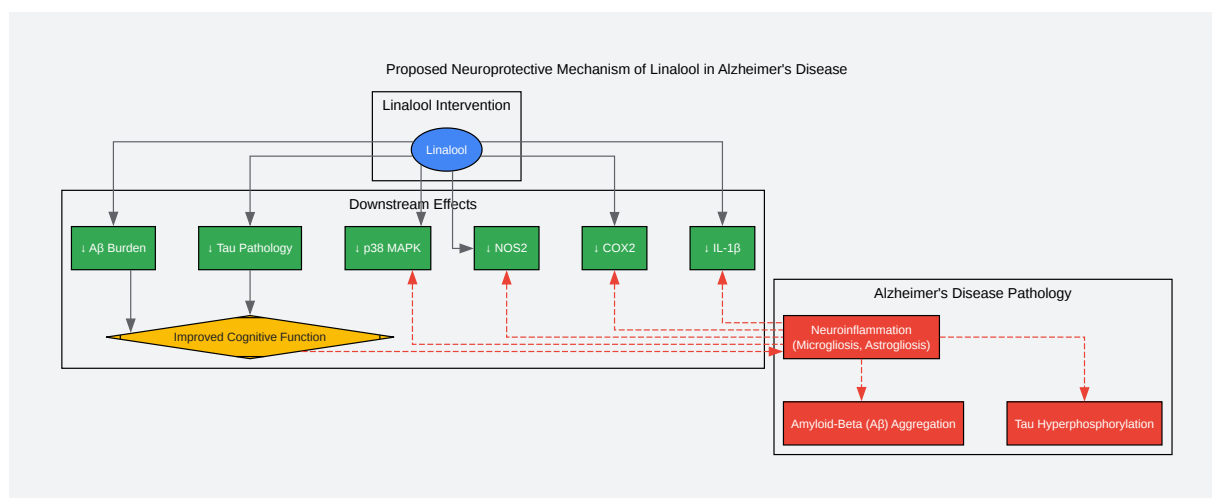 Proposed Neuroprotective Mechanism of Linalool in Alzheimer's Disease
Linalool Intervention
Linalool
Downstream Effects
↓ Aβ Burden
↓ Tau Pathology
↓ p38 MAPK
↓ NOS2
↓ COX2
↓ IL-1β
Improved Cognitive Function
Alzheimer's Disease Pathology
Neuroinflammation
(Microgliosis, Astrogliosis)
Amyloid-Beta (Aβ) Aggregation
Tau Hyperphosphorylation